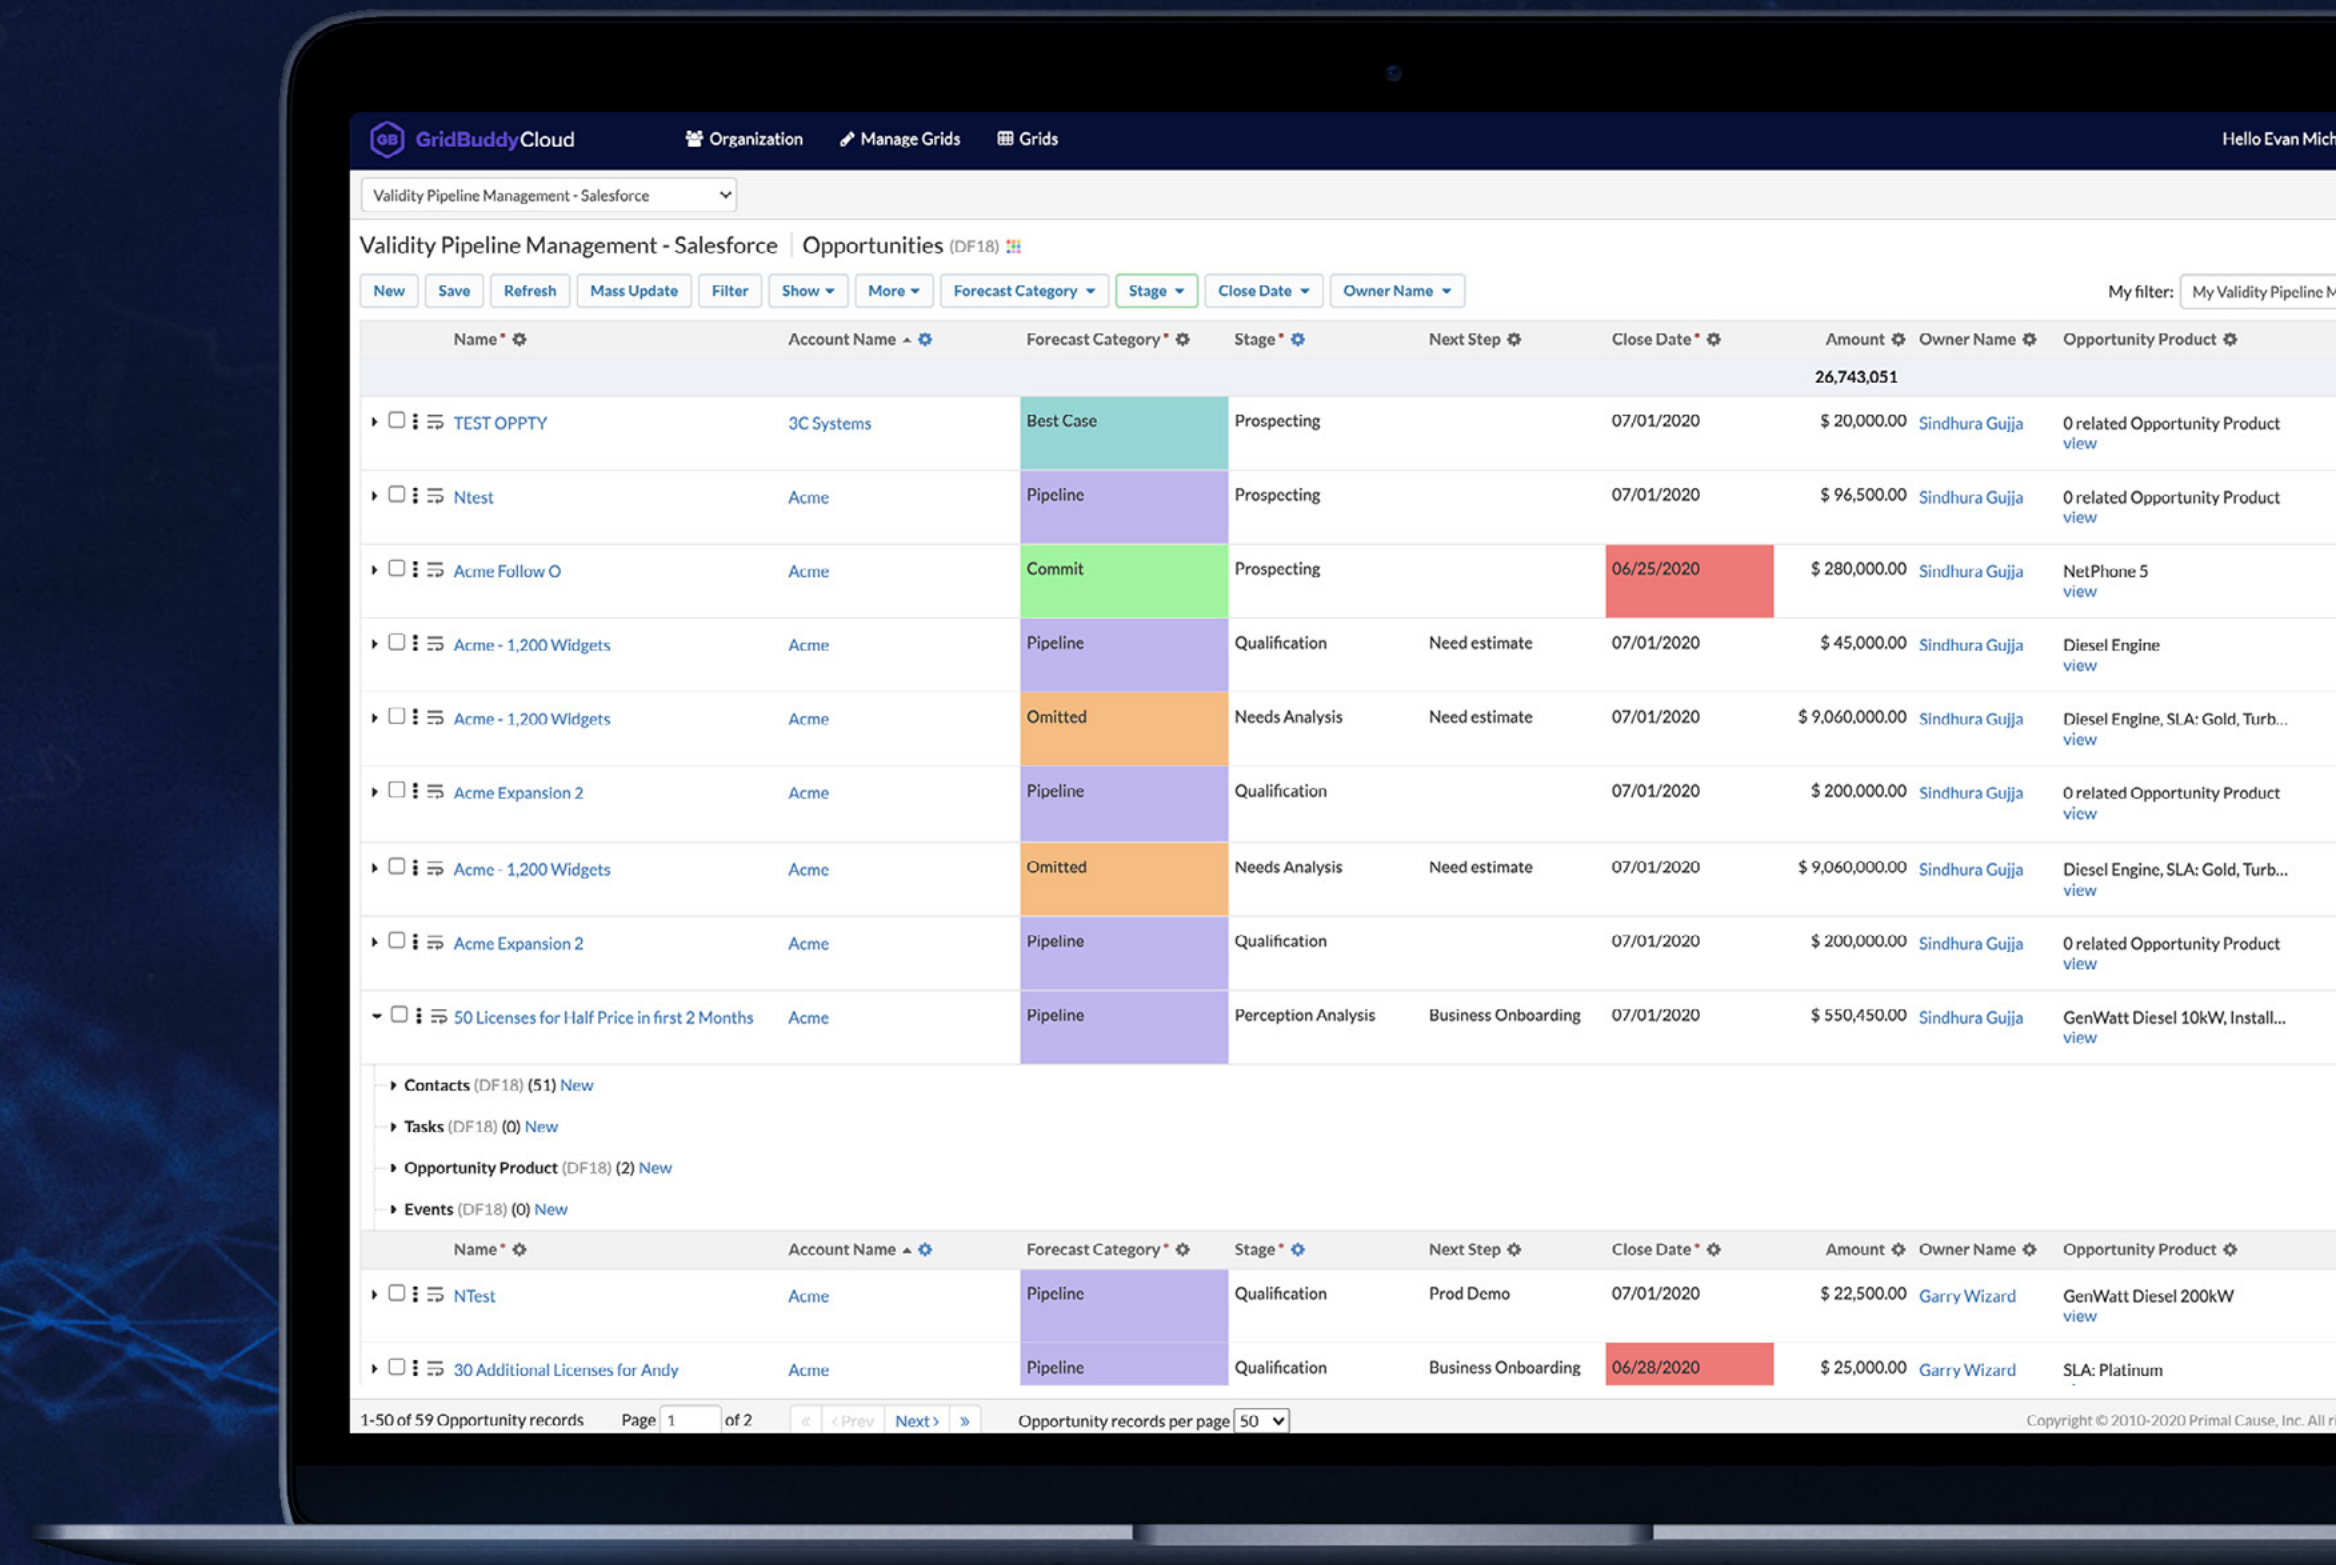 GB GridBuddyCloud Organization Manage Grids Grids Hello Evan Mich
Validity Pipeline Management - Salesforce
Validity Pipeline Management - Salesforce Opportunities (DF18)
New Save Refresh Mass Update Filter Show More Forecast Category Stage Close Date Owner Name My filter: My Validity Pipeline M
Name* Account Name Forecast Category* Stage* Next Step Close Date* Amount Owner Name Opportunity Product
26,743,051
TEST OPPTY 3C Systems Best Case Prospecting 07/01/2020 $ 20,000.00 Sindhura Gujja 0 related Opportunity Product
view
Ntest Acme Pipeline Prospecting 07/01/2020 $ 96,500.00 Sindhura Gujja 0 related Opportunity Product
view
Acme Follow O Acme Commit Prospecting 06/25/2020 $ 280,000.00 Sindhura Gujja NetPhone 5
view
Acme - 1,200 Widgets Acme Pipeline Qualification Need estimate 07/01/2020 $ 45,000.00 Sindhura Gujja Diesel Engine
view
Acme - 1,200 Widgets Acme Omitted Needs Analysis Need estimate 07/01/2020 $ 9,060,000.00 Sindhura Gujja Diesel Engine, SLA: Gold, Turb...
view
Acme Expansion 2 Acme Pipeline Qualification 07/01/2020 $ 200,000.00 Sindhura Gujja 0 related Opportunity Product
view
Acme - 1,200 Widgets Acme Omitted Needs Analysis Need estimate 07/01/2020 $ 9,060,000.00 Sindhura Gujja Diesel Engine, SLA: Gold, Turb...
view
Acme Expansion 2 Acme Pipeline Qualification 07/01/2020 $ 200,000.00 Sindhura Gujja 0 related Opportunity Product
view
50 Licenses for Half Price in first 2 Months Acme Pipeline Perception Analysis Business Onboarding 07/01/2020 $ 550,450.00 Sindhura Gujja GenWatt Diesel 10kW, Install...
view
Contacts (DF18) (51) New
Tasks (DF18) (0) New
Opportunity Product (DF18) (2) New
Events (DF18) (0) New
Name* Account Name Forecast Category* Stage* Next Step Close Date* Amount Owner Name Opportunity Product
NTest Acme Pipeline Qualification Prod Demo 07/01/2020 $ 22,500.00 Garry Wizard GenWatt Diesel 200kW
view
30 Additional Licenses for Andy Acme Pipeline Qualification Business Onboarding 06/28/2020 $ 25,000.00 Garry Wizard SLA: Platinum
1-50 of 59 Opportunity records Page 1 of 2 « < Prev Next > » Opportunity records per page 50 Copyright © 2010-2020 Primal Cause, Inc. All ri